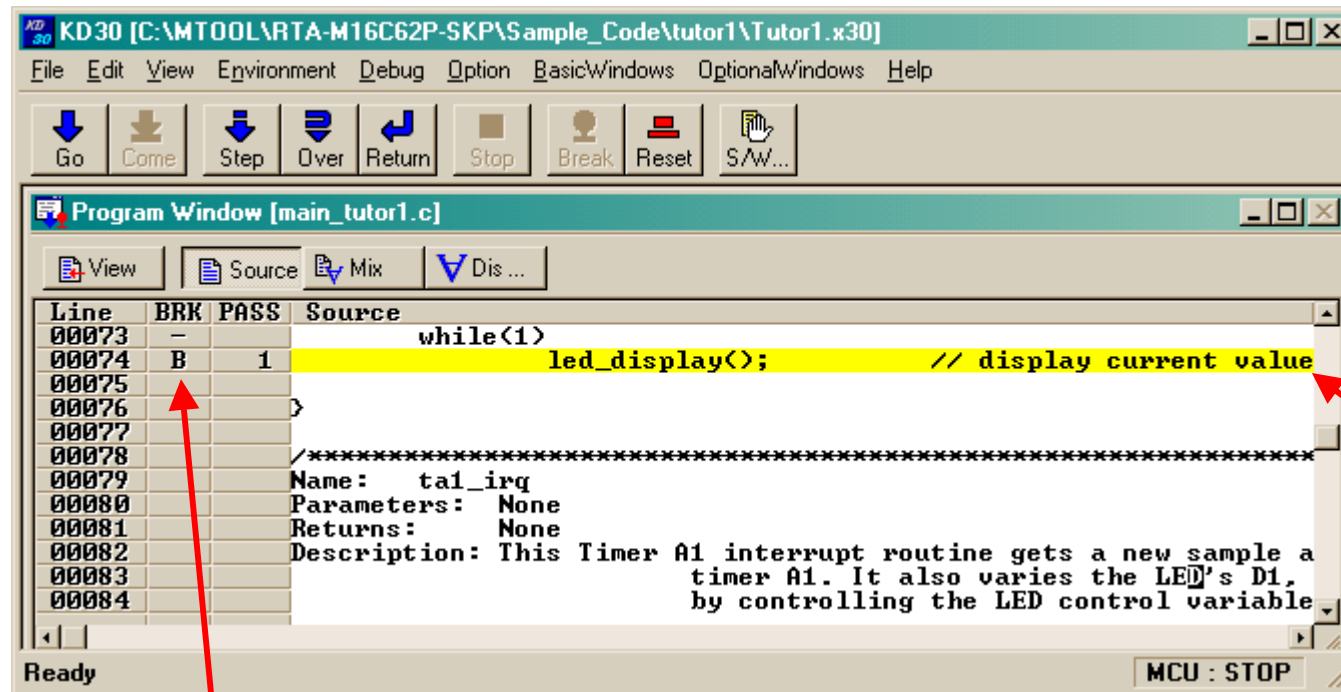 KD30 [C:\MTOOL\RTA-M16C62P-SKP\Sample_Code\tutor1\Tutor1.x30]
File Edit View Environment Debug Option BasicWindows OptionalWindows Help
Go Come Step Over Return Stop Break Reset S/W...
Program Window [main_tutor1.c]
View Source Mix Dis ...
Line BRK PASS Source
00073 - while(1)
00074 B 1 led_display(); // display current value
00075
00076 }
00077
00078 /****************************************************************
00079 Name: ta1_irq
00080 Parameters: None
00081 Returns: None
00082 Description: This Timer A1 interrupt routine gets a new sample a
00083 timer A1. It also varies the LED's D1,
00084 by controlling the LED control variable
Ready MCU : STOP